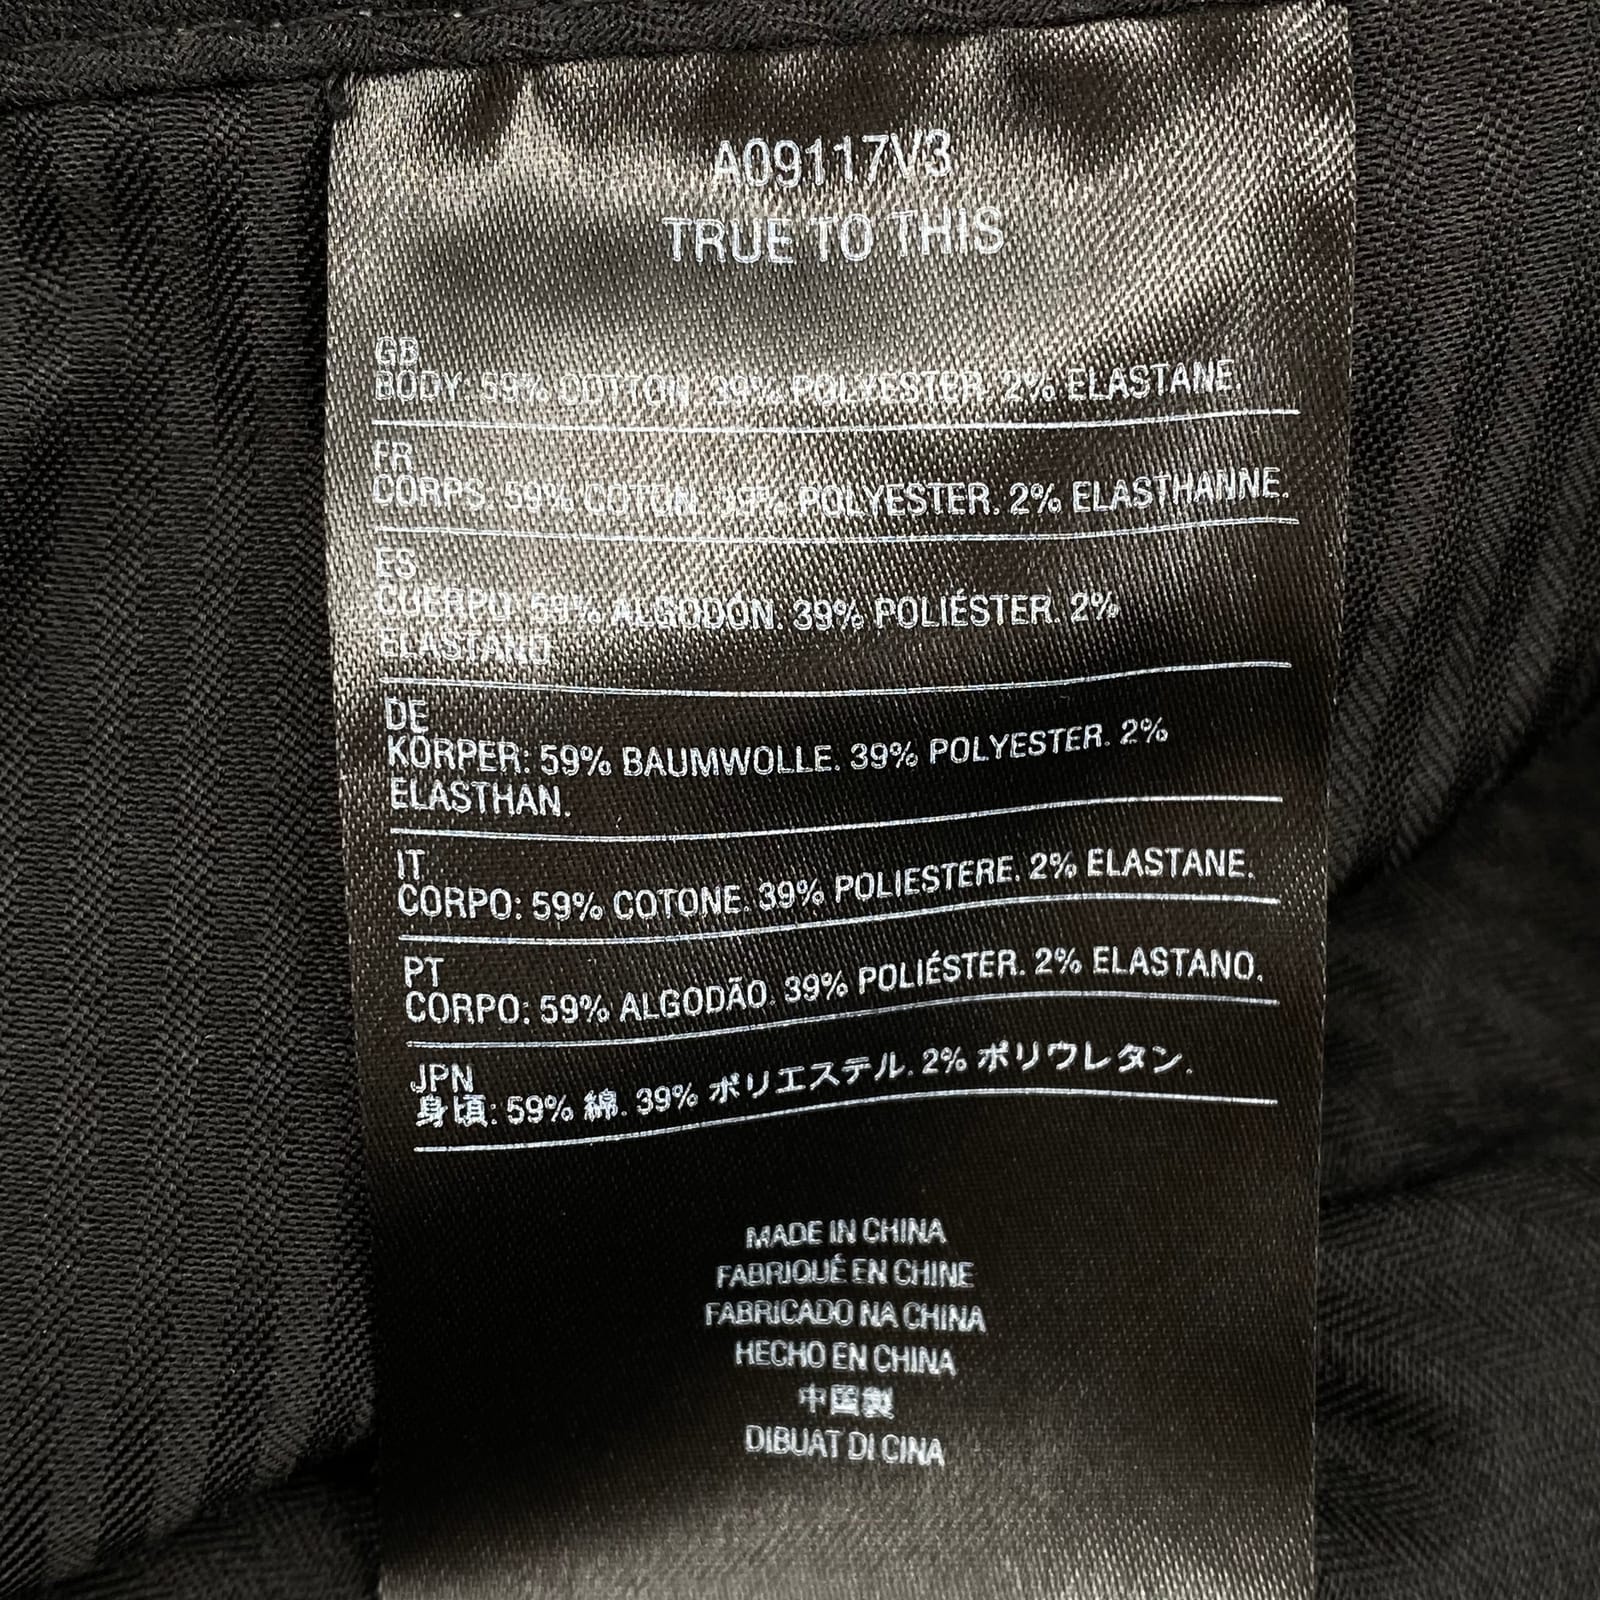 A09117V3
TRUE TO THIS
GB
BODY: 59% COTTON. 39% POLYESTER. 2% ELASTANE.
FR
CORPS: 59% COTON. 39% POLYESTER. 2% ELASTHANNE.
ES
CUERPO: 59% ALGODÓN. 39% POLIÉSTER. 2%
ELASTANO
DE
KÖRPER: 59% BAUMWOLLE. 39% POLYESTER. 2%
ELASTHAN.
IT
CORPO: 59% COTONE. 39% POLIESTERE. 2% ELASTANE.
PT
CORPO: 59% ALGODÃO. 39% POLIÉSTER. 2% ELASTANO.
JPN
身頃: 59% 綿. 39% ポリエステル. 2% ポリウレタン.
MADE IN CHINA
FABRIQUÉ EN CHINE
FABRICADO NA CHINA
HECHO EN CHINA
中国製
DIBUAT DI CINA